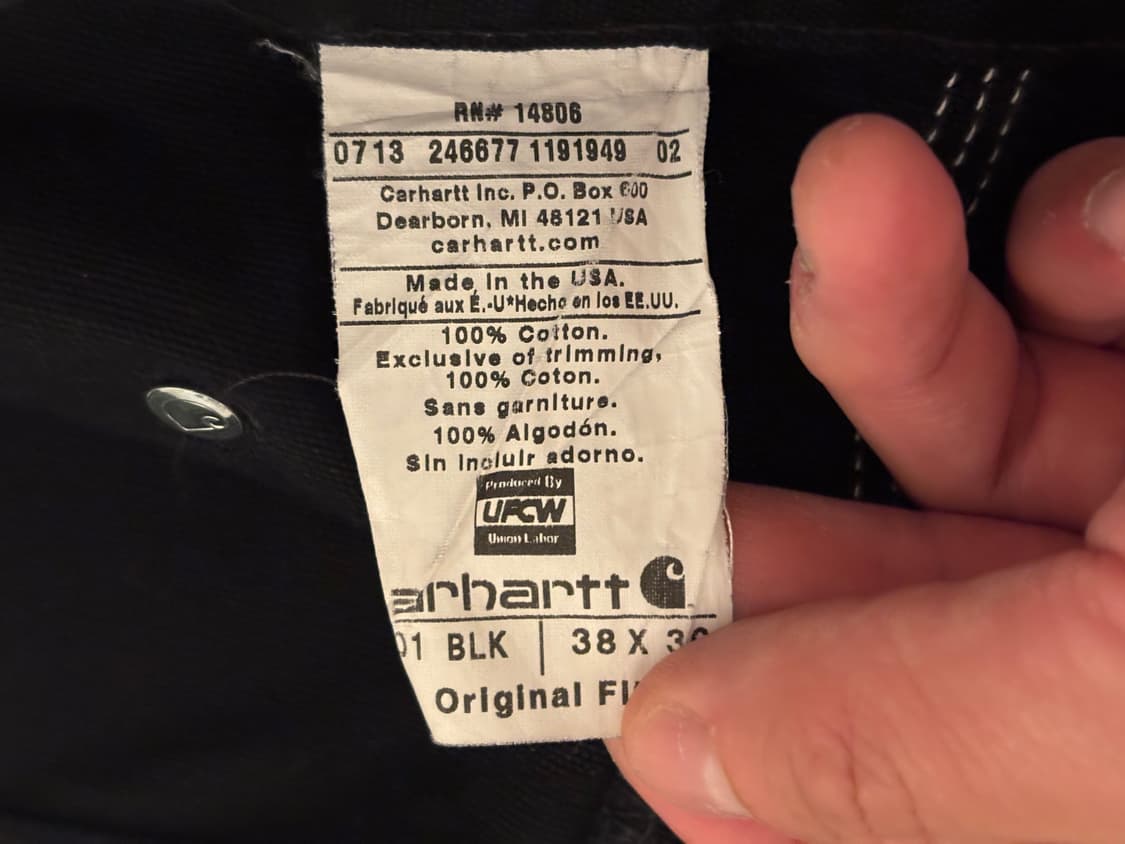 RN# 14806
0713 246677 1191949 02
Carhartt Inc. P.O. Box 600
Dearborn, MI 48121 USA
carhartt.com
Made in the USA.
Fabriqué aux É.-U*Hecho en los EE.UU.
100% Cotton.
Exclusive of trimming,
100% Coton.
Sans garniture.
100% Algodón.
Sin incluir adorno.
Produced By
UFCW
Union Labor
arhartt
01 BLK 38 X
Original